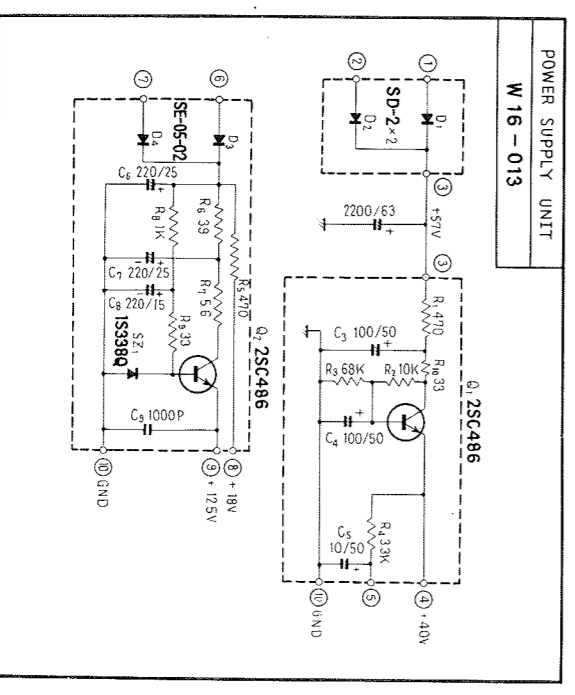 POWER SUPPLY UNIT
W16-013
①
②
D₁
D₂
SD-2×2
③
+57V
2200/63
③
R₁ 470
C₃ 100/50
R₁₀ 33
R₃ 68K
R₂ 10K
C₄ 100/50
Q₁ 2SC486
R₄ 33K
C₅
10/50
④ +40V
⑤
⑩ GND
⑥
⑦
D₃
D₄
SE-05-02
C₆ 220/25
R₈ 1K
R₆ 39
R₅ 470
C₇ 220/25
C₈ 220/15
R₇ 56
R₉ 33
SZ₁
1S338Q
Q₂ 2SC486
C₉ 1000P
⑧ +18V
⑨ +12.5V
⑩ GND